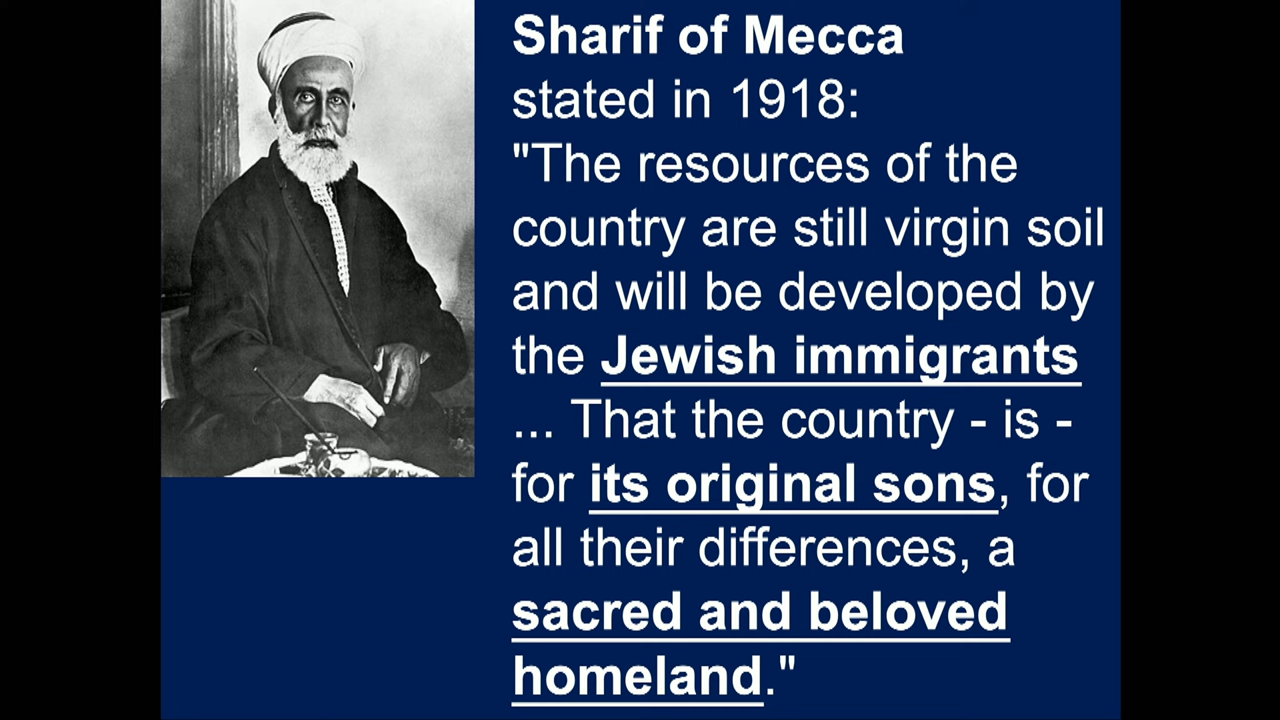 Sharif of Mecca
stated in 1918:
"The resources of the
country are still virgin soil
and will be developed by
the Jewish immigrants
... That the country - is -
for its original sons, for
all their differences, a
sacred and beloved
homeland."